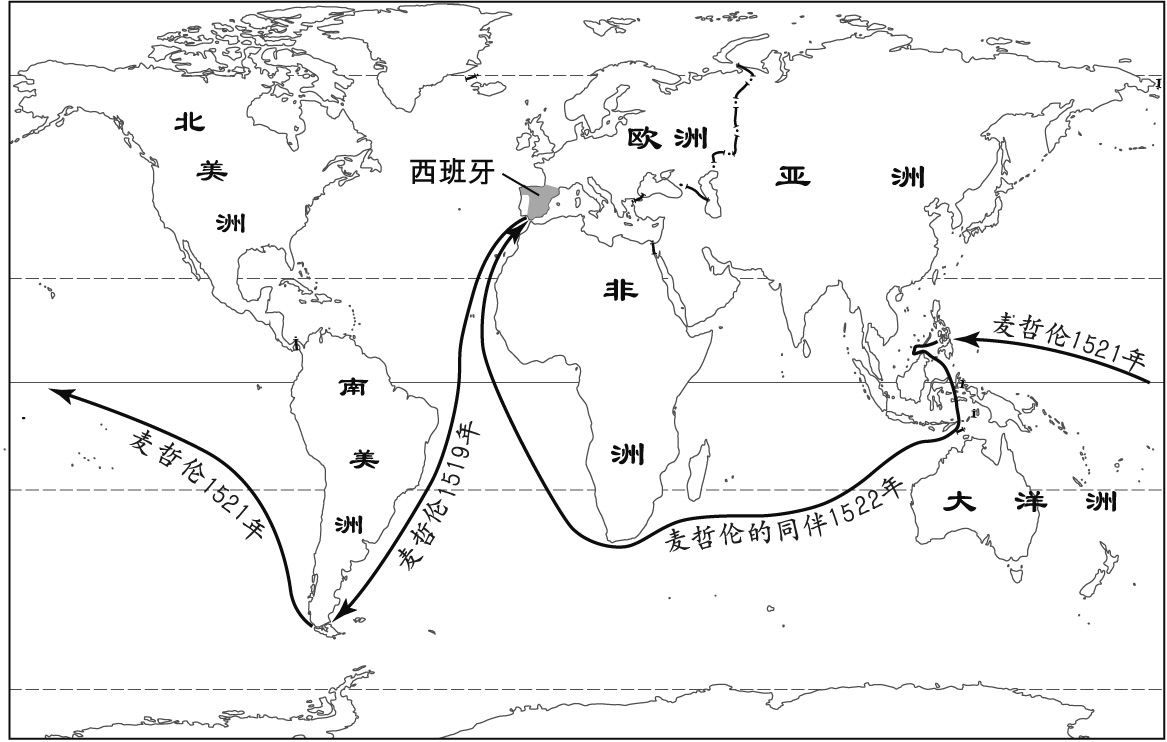 北美洲
西班牙
欧洲
亚洲
非洲
南美洲
大洋洲
麦哲伦1519年
麦哲伦1521年
麦哲伦1521年
麦哲伦的同伴1522年